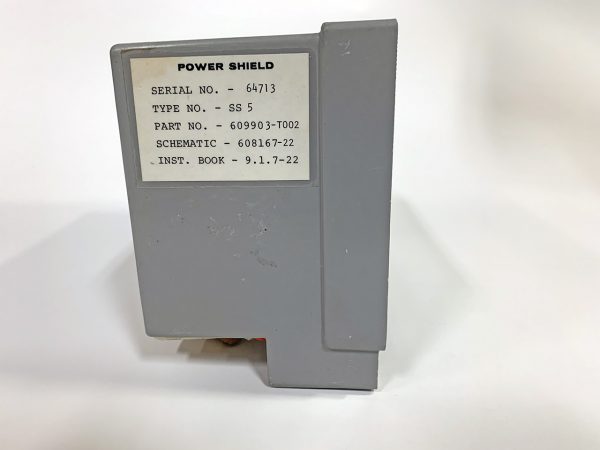 POWER SHIELD
SERIAL NO. - 64713
TYPE NO. - SS 5
PART NO. - 609903-T002
SCHEMATIC - 608167-22
INST. BOOK - 9.1.7-22